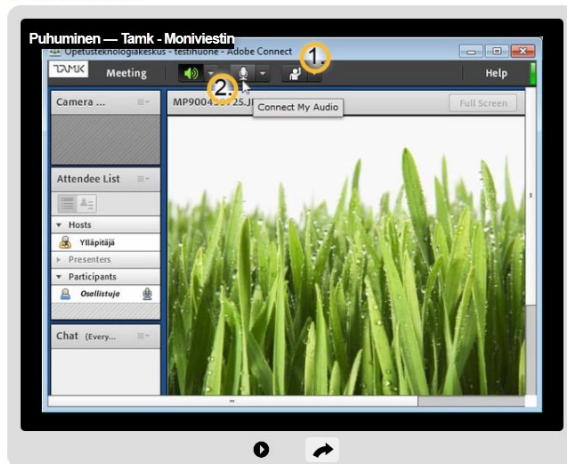 Puhuminen — Tamk - Moniviestin
Opetusteknologiakeskus - testihuone - Adobe Connect
1.
TAMK Meeting Help
2.
Camera ...
Connect My Audio
Full Screen
Attendee List
Hosts
Ylläpitäjä
Presenters
Participants
Osellistuje
Chat (Every...